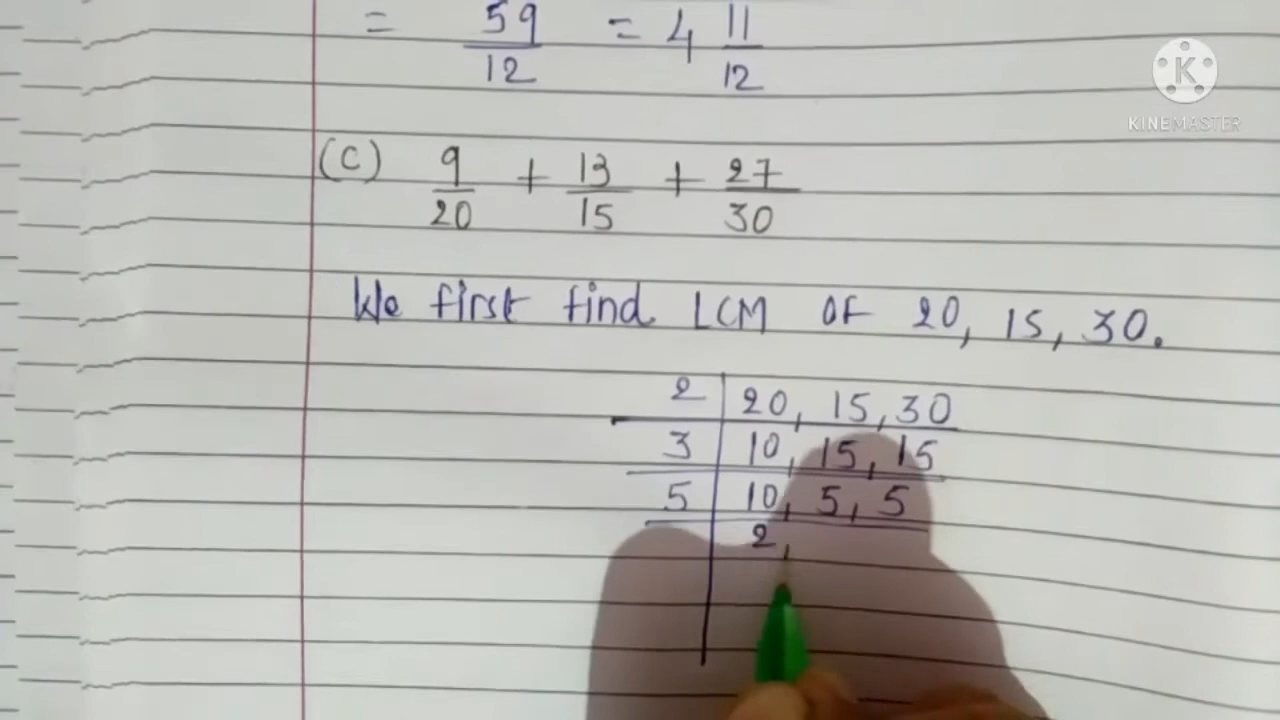 = 59/12 = 4 11/12
K
KINEMASTER
(C) 9/20 + 13/15 + 27/30
We first find LCM of 20, 15, 30.
2 | 20, 15, 30
3 | 10, 15, 15
5 | 10, 5, 5
2,